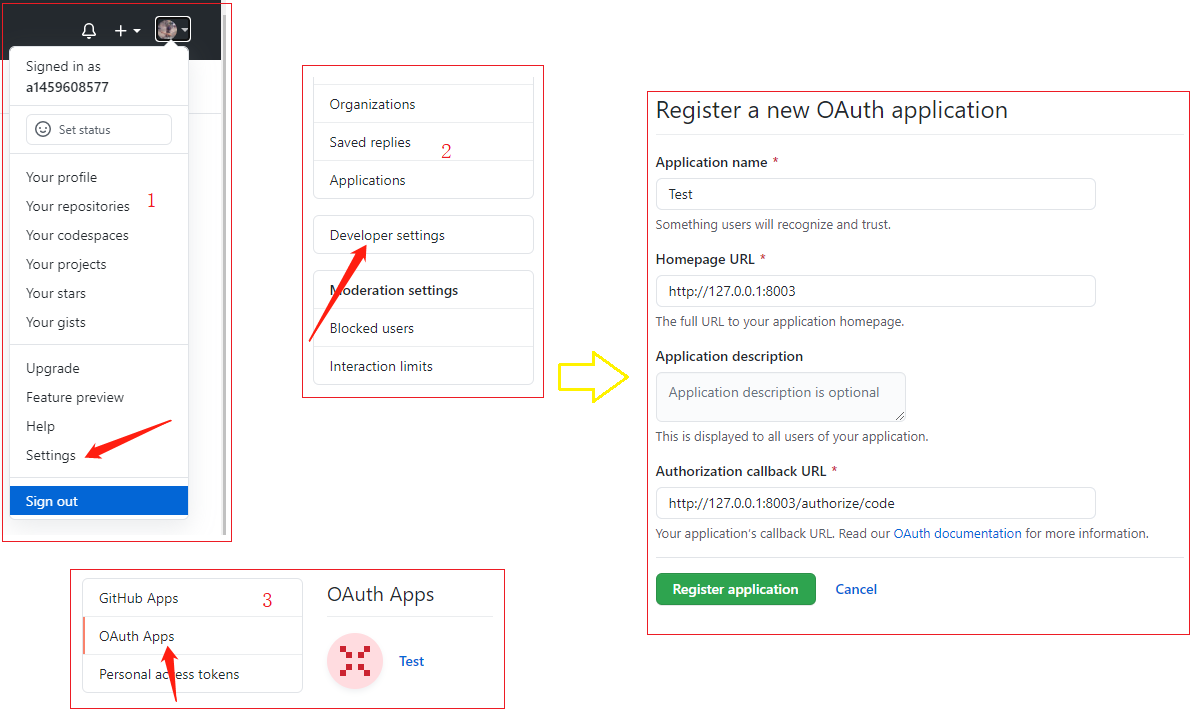 Signed in as
a1459608577
Set status
Your profile
1
Your repositories
Your codespaces
Your projects
Your stars
Your gists
Upgrade
Feature preview
Help
Settings
Sign out
Organizations
Saved replies
2
Applications
Developer settings
Moderation settings
Blocked users
Interaction limits
GitHub Apps
3
OAuth Apps
Personal access tokens
OAuth Apps
Test
Register a new OAuth application
Application name *
Test
Something users will recognize and trust.
Homepage URL *
http://127.0.0.1:8003
The full URL to your application homepage.
Application description
Application description is optional
This is displayed to all users of your application.
Authorization callback URL *
http://127.0.0.1:8003/authorize/code
Your application's callback URL. Read our OAuth documentation for more information.
Register application Cancel